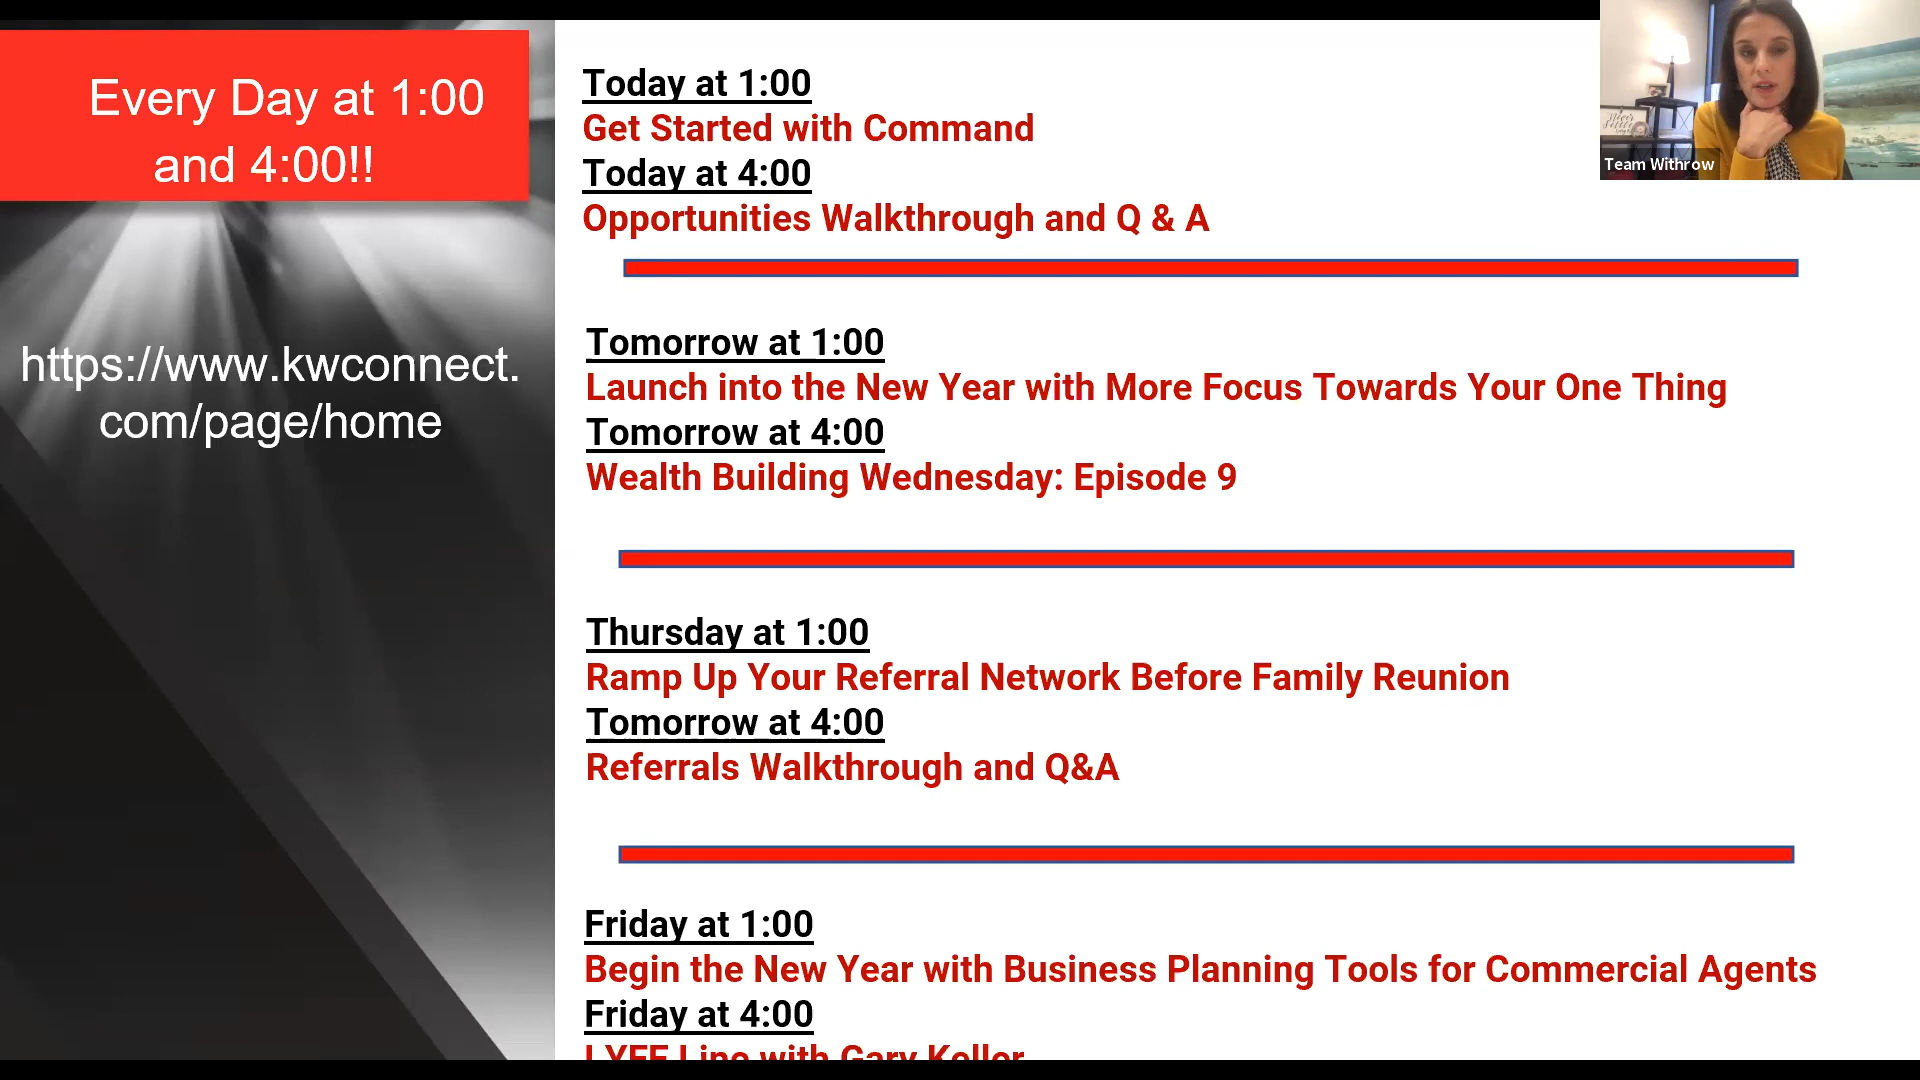 Every Day at 1:00
and 4:00!!
https://www.kwconnect.
com/page/home
Today at 1:00
Get Started with Command
Today at 4:00
Opportunities Walkthrough and Q & A
Tomorrow at 1:00
Launch into the New Year with More Focus Towards Your One Thing
Tomorrow at 4:00
Wealth Building Wednesday: Episode 9
Thursday at 1:00
Ramp Up Your Referral Network Before Family Reunion
Tomorrow at 4:00
Referrals Walkthrough and Q&A
Friday at 1:00
Begin the New Year with Business Planning Tools for Commercial Agents
Friday at 4:00
Line with Gary Keller
Team Withrow